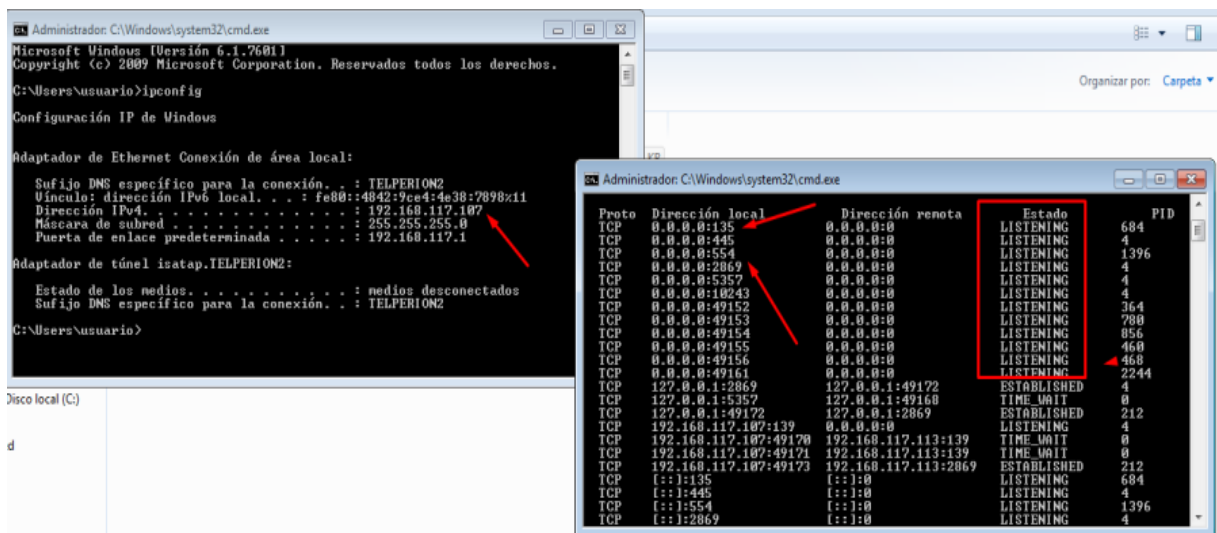 Administrador: C:\Windows\system32\cmd.exe
Microsoft Windows [Versión 6.1.7601]
Copyright (c) 2009 Microsoft Corporation. Reservados todos los derechos.
C:\Users\usuario>ipconfig
Configuración IP de Windows
Adaptador de Ethernet Conexión de área local:
Sufijo DNS específico para la conexión. . : TELPERION2
Vínculo: dirección IPv6 local. . . : fe80::4842:9ce4:4e38:7898%11
Dirección IPv4. . . . . . . . . . . . . . : 192.168.117.107
Máscara de subred . . . . . . . . . . . . : 255.255.255.0
Puerta de enlace predeterminada . . . . . : 192.168.117.1
Adaptador de túnel isatap.TELPERION2:
Estado de los medios. . . . . . . . . . . : medios desconectados
Sufijo DNS específico para la conexión. . : TELPERION2
C:\Users\usuario>
Organizar por: Carpeta
Disco local (C:)
d
Administrador: C:\Windows\system32\cmd.exe
Proto Dirección local Dirección remota Estado PID
TCP 0.0.0.0:135 0.0.0.0:0 LISTENING 684
TCP 0.0.0.0:445 0.0.0.0:0 LISTENING 4
TCP 0.0.0.0:554 0.0.0.0:0 LISTENING 1396
TCP 0.0.0.0:2869 0.0.0.0:0 LISTENING 4
TCP 0.0.0.0:5357 0.0.0.0:0 LISTENING 4
TCP 0.0.0.0:10243 0.0.0.0:0 LISTENING 4
TCP 0.0.0.0:49152 0.0.0.0:0 LISTENING 364
TCP 0.0.0.0:49153 0.0.0.0:0 LISTENING 780
TCP 0.0.0.0:49154 0.0.0.0:0 LISTENING 856
TCP 0.0.0.0:49155 0.0.0.0:0 LISTENING 460
TCP 0.0.0.0:49156 0.0.0.0:0 LISTENING 468
TCP 0.0.0.0:49161 0.0.0.0:0 LISTENING 2244
TCP 127.0.0.1:2869 127.0.0.1:49172 ESTABLISHED 4
TCP 127.0.0.1:5357 127.0.0.1:49168 TIME_WAIT 0
TCP 127.0.0.1:49172 127.0.0.1:2869 ESTABLISHED 212
TCP 192.168.117.107:139 0.0.0.0:0 LISTENING 4
TCP 192.168.117.107:49170 192.168.117.113:139 TIME_WAIT 0
TCP 192.168.117.107:49171 192.168.117.113:139 TIME_WAIT 0
TCP 192.168.117.107:49173 192.168.117.113:2869 ESTABLISHED 212
TCP [::]:135 [::]:0 LISTENING 684
TCP [::]:445 [::]:0 LISTENING 4
TCP [::]:554 [::]:0 LISTENING 1396
TCP [::]:2869 [::]:0 LISTENING 4